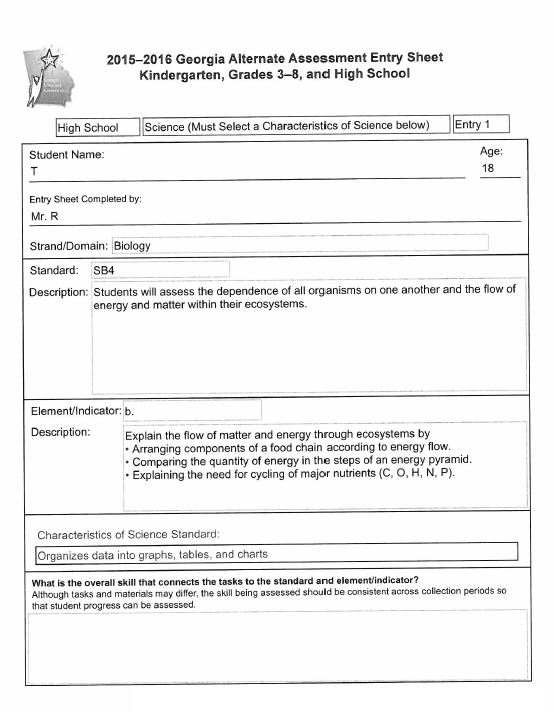 2015–2016 Georgia Alternate Assessment Entry Sheet
Kindergarten, Grades 3–8, and High School
High School
Science (Must Select a Characteristics of Science below)
Entry 1
Student Name:
Age:
T
18
Entry Sheet Completed by:
Mr. R
Strand/Domain: Biology
Standard: SB4
Description: Students will assess the dependence of all organisms on one another and the flow of
energy and matter within their ecosystems.
Element/Indicator: b.
Description: Explain the flow of matter and energy through ecosystems by
• Arranging components of a food chain according to energy flow.
• Comparing the quantity of energy in the steps of an energy pyramid.
• Explaining the need for cycling of major nutrients (C, O, H, N, P).
Characteristics of Science Standard:
Organizes data into graphs, tables, and charts
What is the overall skill that connects the tasks to the standard and element/indicator?
Although tasks and materials may differ, the skill being assessed should be consistent across collection periods so
that student progress can be assessed.